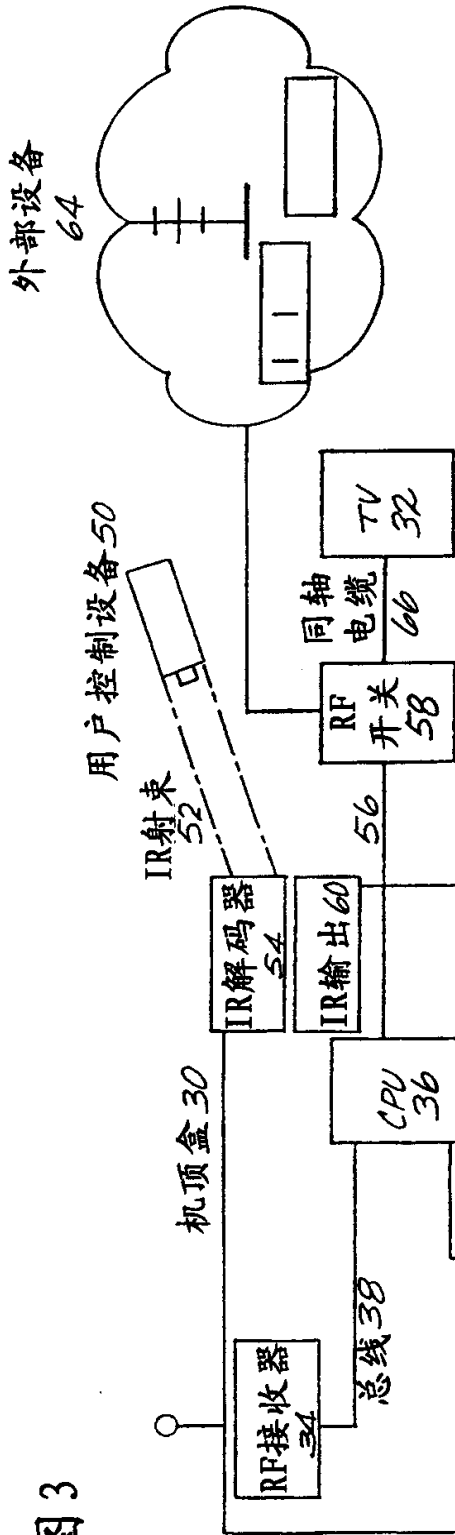 图 3
机顶盒 30
RF接收器
34
总线 38
CPU
36
IR解码器
54
IR输出 60
IR射束
52
用户控制设备 50
56
RF
开关
58
同轴
电缆
66
TV
32
外部设备
64